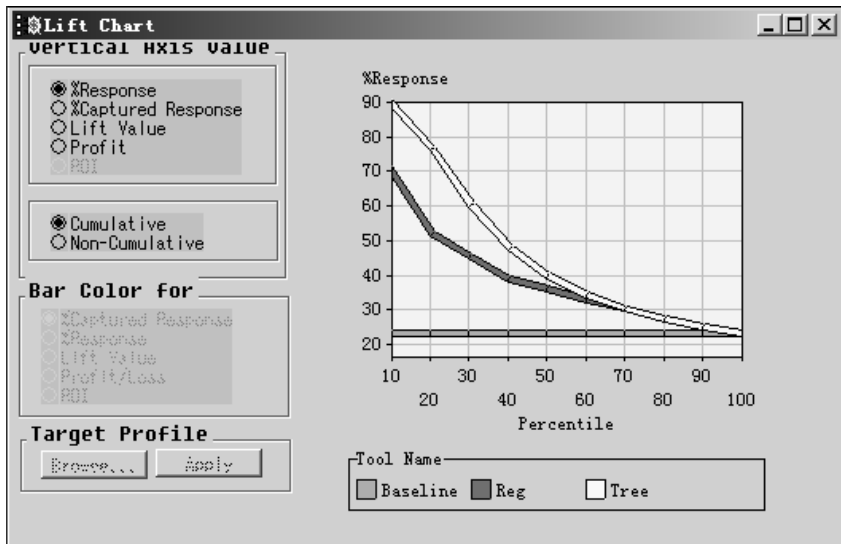 Lift Chart
Vertical Axis Value
%Response
%Captured Response
Lift Value
Profit
ROI
Cumulative
Non-Cumulative
Bar Color for
%Captured Response
%Response
Lift Value
Profit/Loss
ROI
Target Profile
Browse... Apply
%Response
90
80
70
60
50
40
30
20
10 30 50 70 90
20 40 60 80 100
Percentile
Tool Name
Baseline Reg Tree